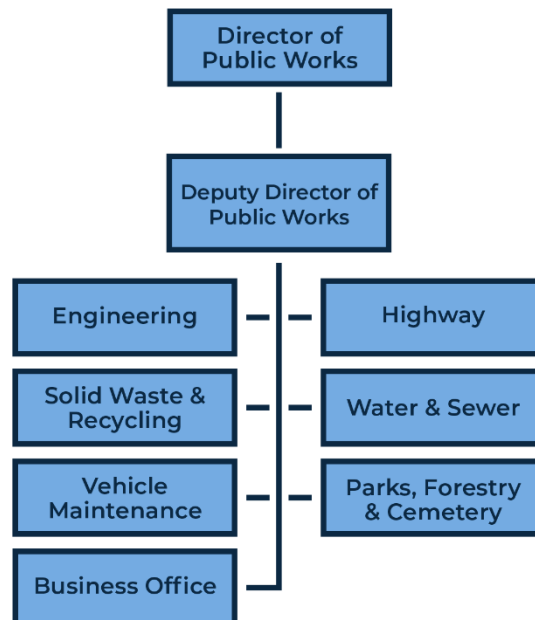 Director of
Public Works
Deputy Director of
Public Works
Engineering
Highway
Solid Waste &
Recycling
Water & Sewer
Vehicle
Maintenance
Parks, Forestry
& Cemetery
Business Office